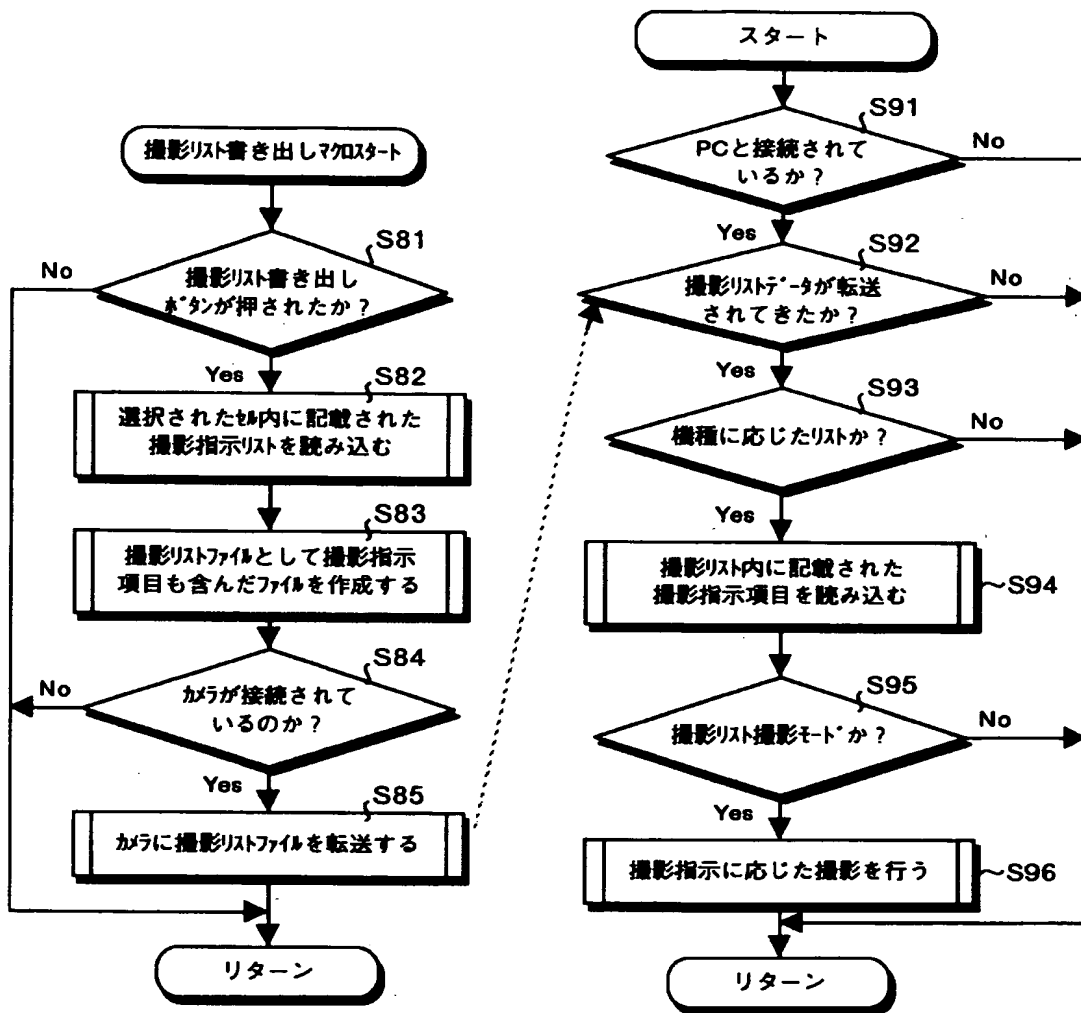 撮影リスト書き出しマクロスタート
S81
撮影リスト書き出し
ボタンが押されたか？
No
Yes
S82
選択されたセル内に記載された
撮影指示リストを読み込む
S83
撮影リストファイルとして撮影指示
項目も含んだファイルを作成する
S84
カメラが接続されて
いるのか？
No
Yes
S85
カメラに撮影リストファイルを転送する
リターン
スタート
S91
PCと接続されて
いるか？
No
Yes
S92
撮影リストデータが転送
されてきたか？
No
Yes
S93
機種に応じたリストか？
No
Yes
撮影リスト内に記載された
撮影指示項目を読み込む
S94
S95
撮影リスト撮影モードか？
No
Yes
撮影指示に応じた撮影を行う
S96
リターン